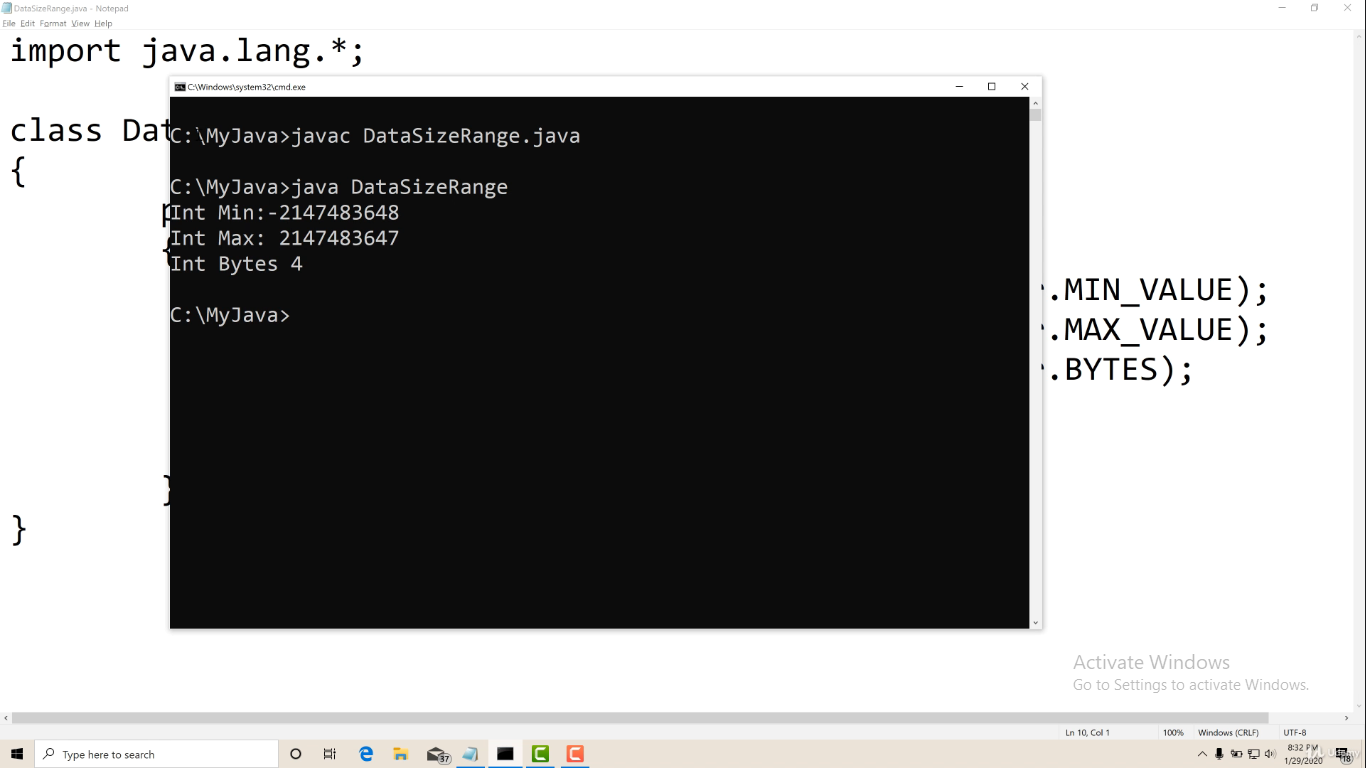 DataSizeRange.java - Notepad
File Edit Format View Help
import java.lang.*;
C:\Windows\system32\cmd.exe
class Dat
C:\MyJava>javac DataSizeRange.java
{
C:\MyJava>java DataSizeRange
Int Min:-2147483648
Int Max: 2147483647
{
Int Bytes 4
.MIN_VALUE);
C:\MyJava>
.MAX_VALUE);
.BYTES);
}
}
Activate Windows
Go to Settings to activate Windows.
Ln 10, Col 1 100% Windows (CRLF) UTF-8
Type here to search
37
8:32 PM
1/29/2020
18